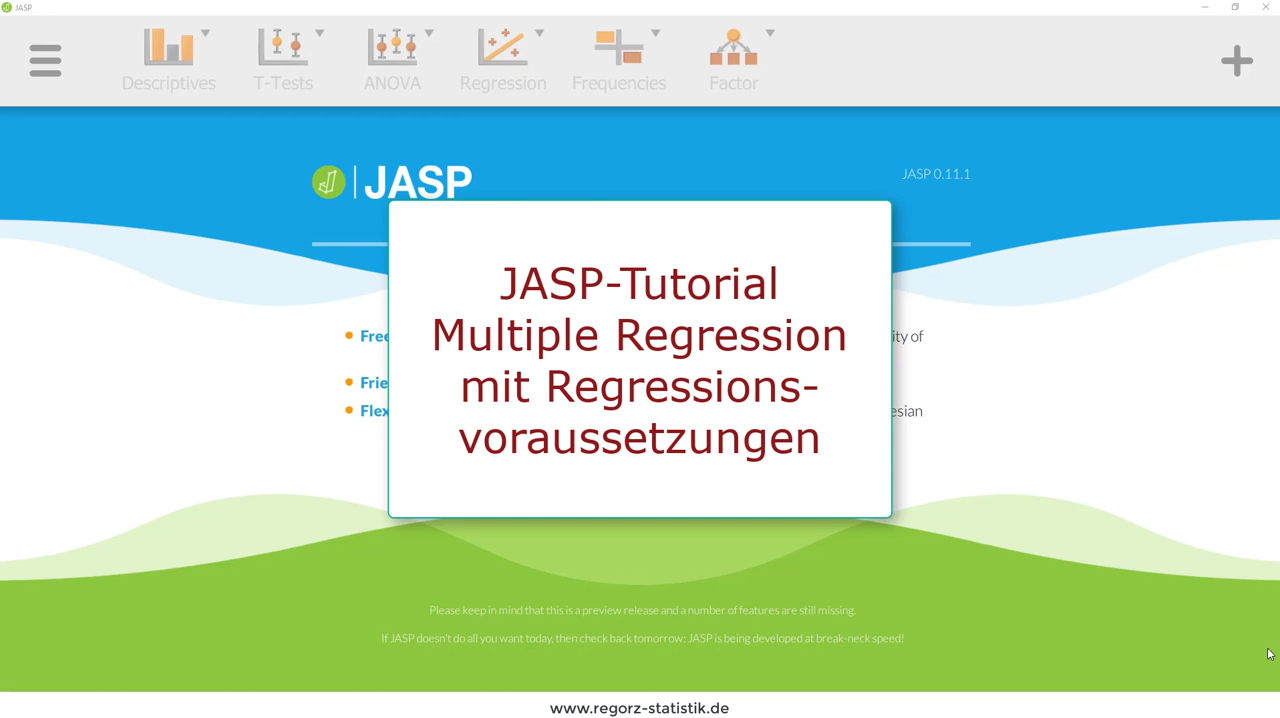 JASP
Descriptives
T-Tests
ANOVA
Regression
Frequencies
Factor
JASP
JASP 0.11.1
JASP-Tutorial
Multiple Regression
mit Regressions-
voraussetzungen
Free
ity of
Frie
Flex
esian
Please keep in mind that this is a preview release and a number of features are still missing.
If JASP doesn't do all you want today, then check back tomorrow: JASP is being developed at break-neck speed!
www.regorz-statistik.de